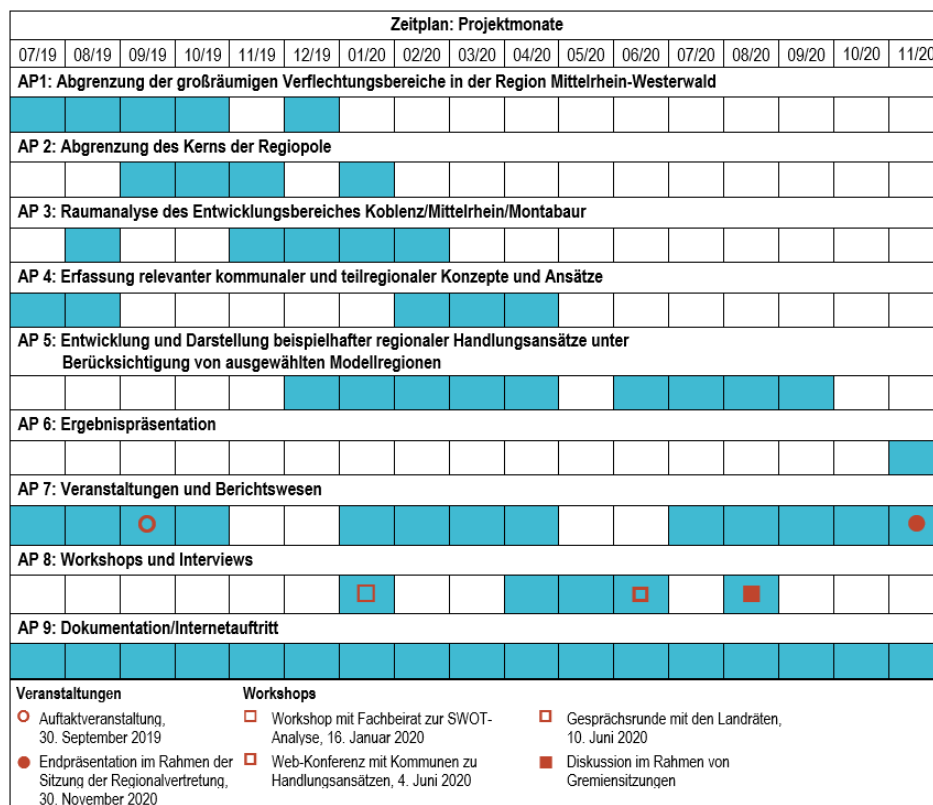 Zeitplan: Projektmonate
07/19 08/19 09/19 10/19 11/19 12/19 01/20 02/20 03/20 04/20 05/20 06/20 07/20 08/20 09/20 10/20 11/20
AP1: Abgrenzung der großräumigen Verflechtungsbereiche in der Region Mittelrhein-Westerwald
AP 2: Abgrenzung des Kerns der Regiopole
AP 3: Raumanalyse des Entwicklungsbereiches Koblenz/Mittelrhein/Montabaur
AP 4: Erfassung relevanter kommunaler und teilregionaler Konzepte und Ansätze
AP 5: Entwicklung und Darstellung beispielhafter regionaler Handlungsansätze unter
Berücksichtigung von ausgewählten Modellregionen
AP 6: Ergebnispräsentation
AP 7: Veranstaltungen und Berichtswesen
AP 8: Workshops und Interviews
AP 9: Dokumentation/Internetauftritt
Veranstaltungen
Auftaktveranstaltung,
30. September 2019
Endpräsentation im Rahmen der
Sitzung der Regionalvertretung,
30. November 2020
Workshops
Workshop mit Fachbeirat zur SWOT-
Analyse, 16. Januar 2020
Web-Konferenz mit Kommunen zu
Handlungsansätzen, 4. Juni 2020
Gesprächsrunde mit den Landräten,
10. Juni 2020
Diskussion im Rahmen von
Gremiensitzungen